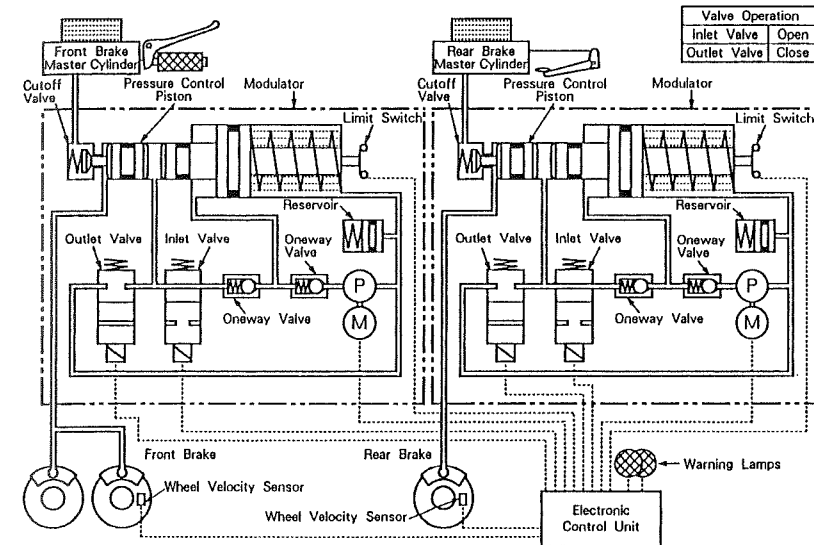 Front Brake
Master Cylinder
Rear Brake
Master Cylinder
Valve Operation
Inlet Valve Open
Outlet Valve Close
Cutoff
Valve
Pressure Control
Piston
Modulator
Limit Switch
Cutoff
Valve
Pressure Control
Piston
Modulator
Limit Switch
Reservoir
Outlet Valve
Inlet Valve
Oneway
Valve
P
M
Oneway Valve
Reservoir
Outlet Valve
Inlet Valve
Oneway
Valve
P
M
Oneway Valve
Front Brake
Rear Brake
Wheel Velocity Sensor
Wheel Velocity Sensor
Warning Lamps
Electronic
Control Unit